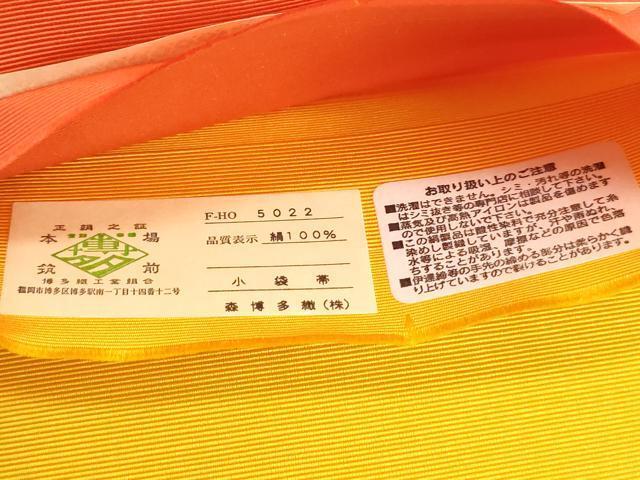 正絹之証
本 場
筑 前
博多織工業組合
福岡市博多区博多駅南一丁目十四番十二号
F-HO 5022
品質表示 絹100%
小 袋 帯
森 博 多 織 (株)
お取り扱い上のご注意
■洗濯はできません。シミ・汚れ等の洗濯
はシミ抜き等の専門店に相談して下さい。
■蒸気及び高熱アイロンは製品を傷めます
ので使用しないで下さい。
■この絹製品は酸性染料で充分注意して糸
染めし製織していますが、汗や雨ぬれ、
水等による吸湿、摩擦などの原因で色落
ちすることがあります。
■伊達締等の手先の締める部分は柔らかく縫
り上げていますので裂けることがあります。